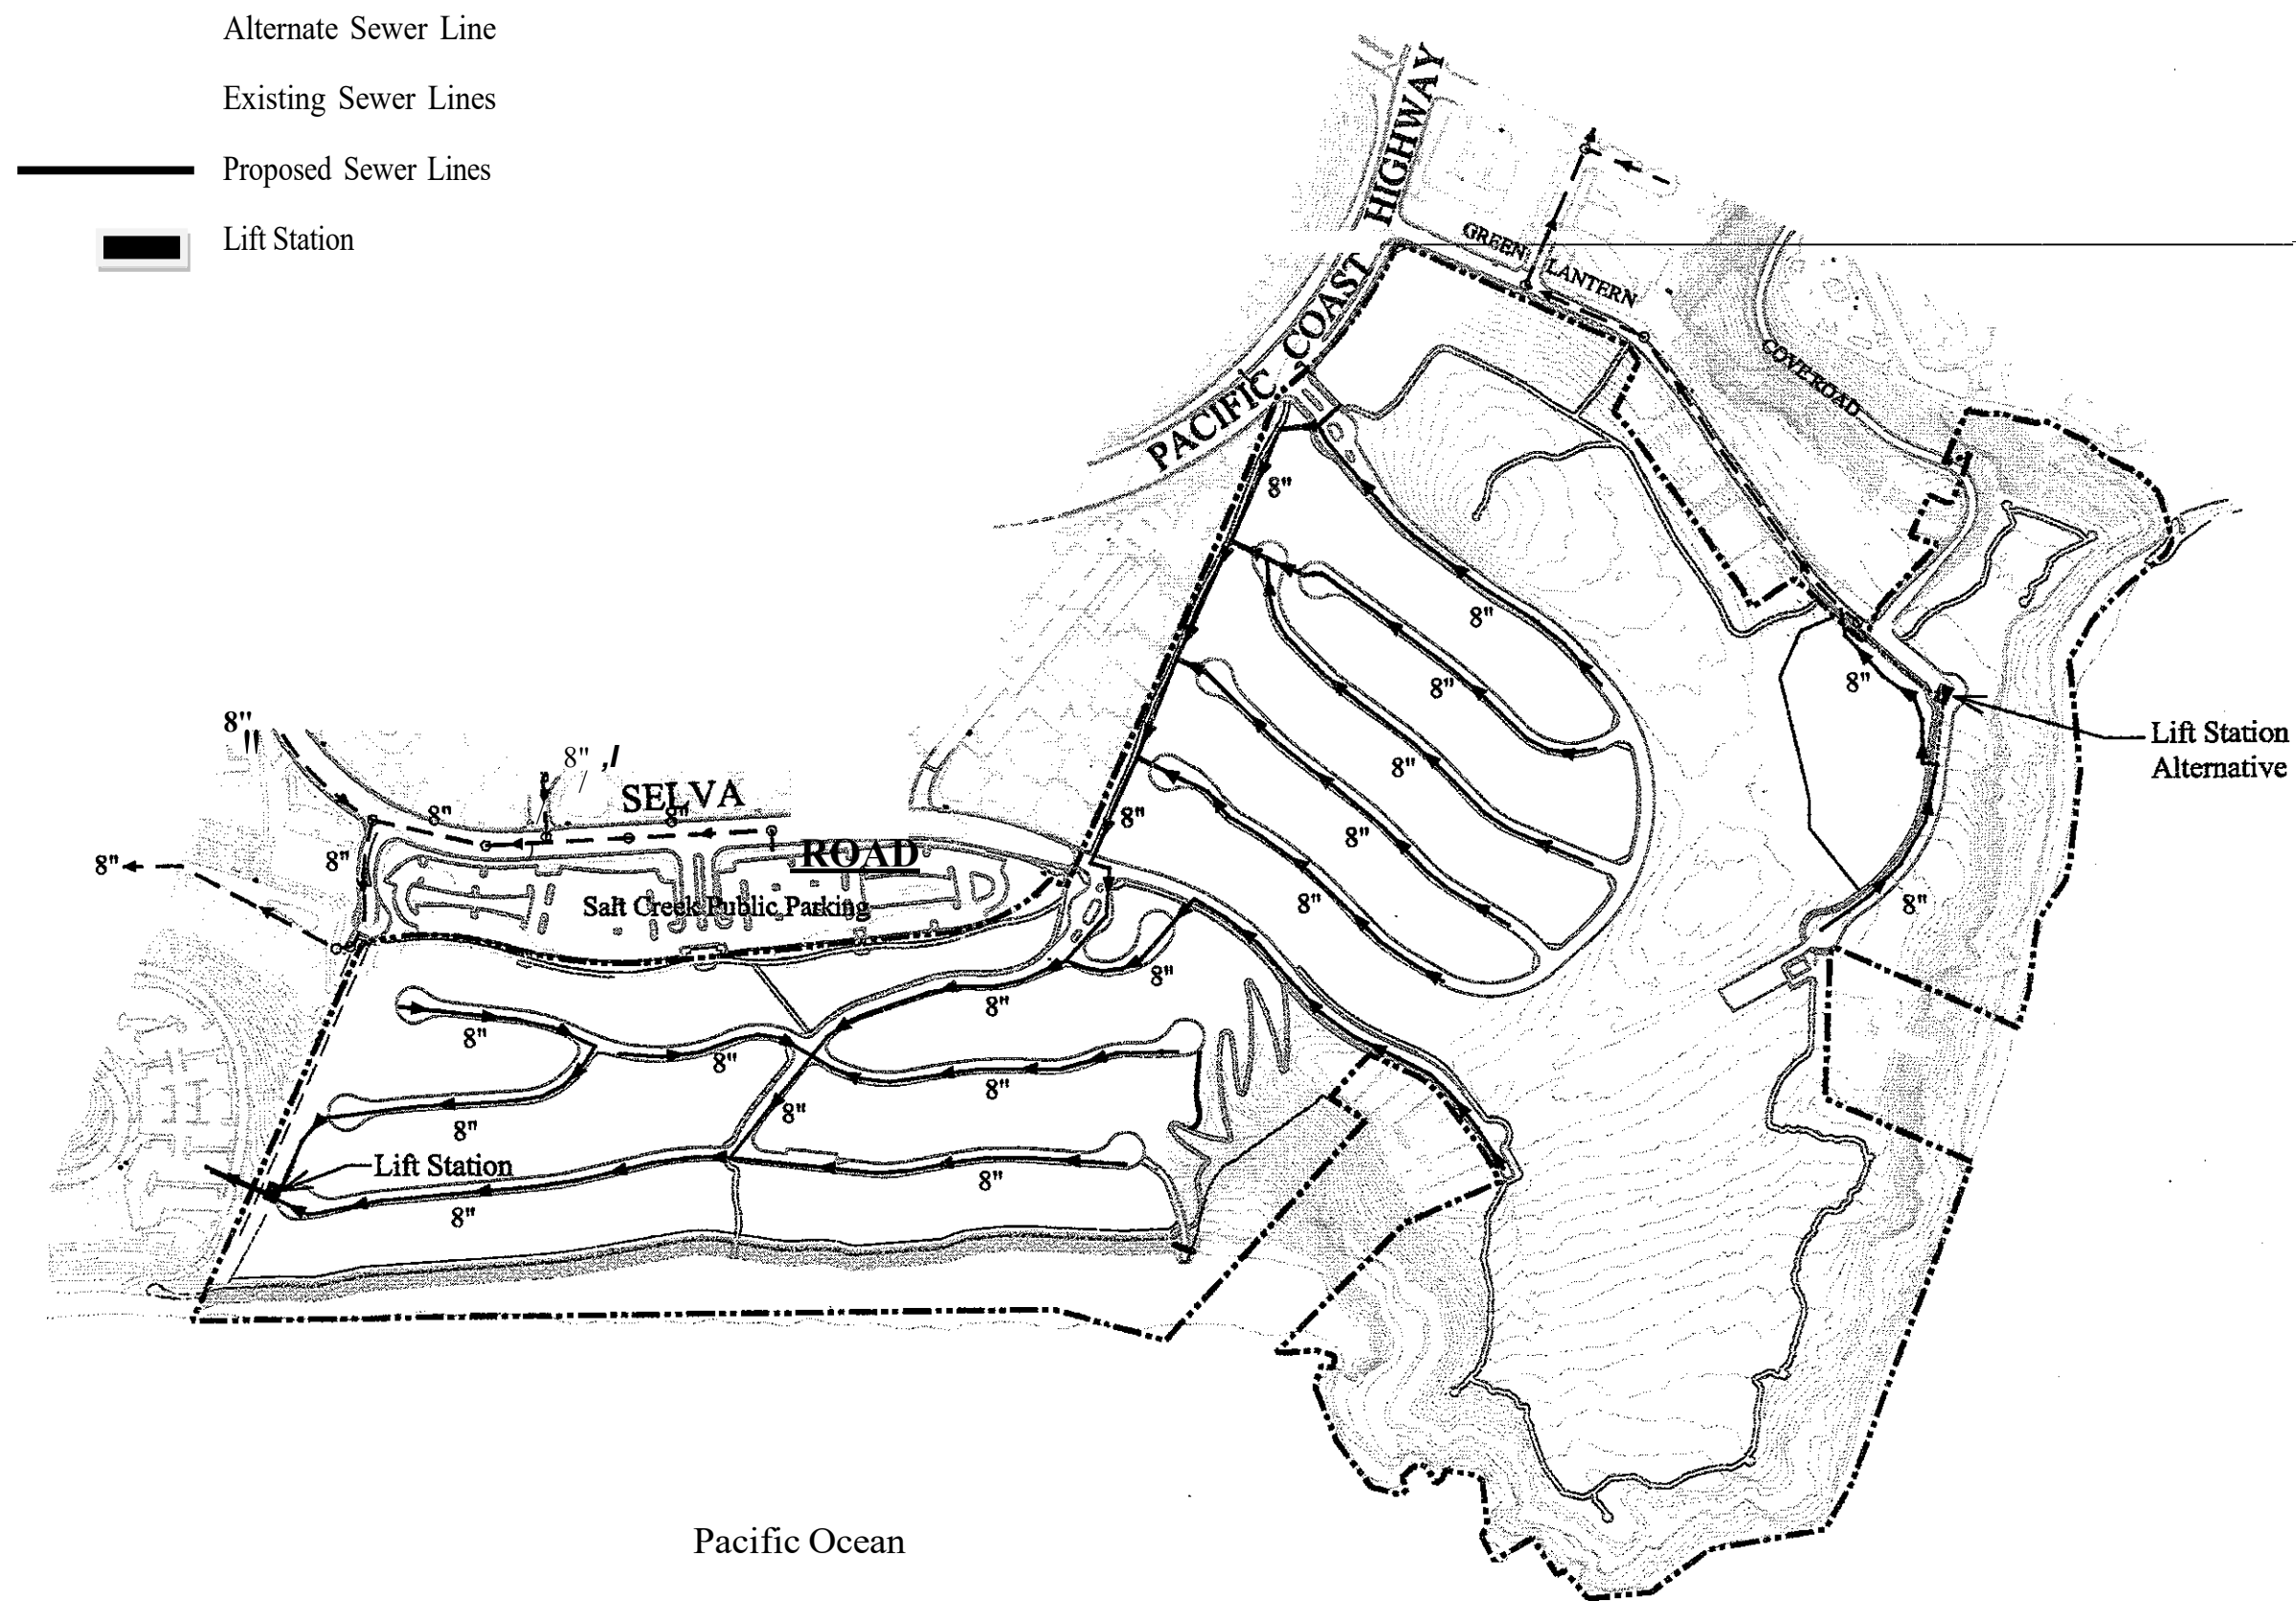 Alternate Sewer Line
Existing Sewer Lines
Proposed Sewer Lines
Lift Station
HIGHWAY
COAST
PACIFIC
GREEN
LANTERN
COVE ROAD
8"
8"
8"
8"
8"
Lift Station
Alternative
8"
8"
8"
8" ,I
SELVA
8"
8"
8"
ROAD
8"
8"
8"
8"
Salt Creek Public Parking
8"
8"
8"
8"
8"
8"
8"
Lift Station
8"
8"
Pacific Ocean